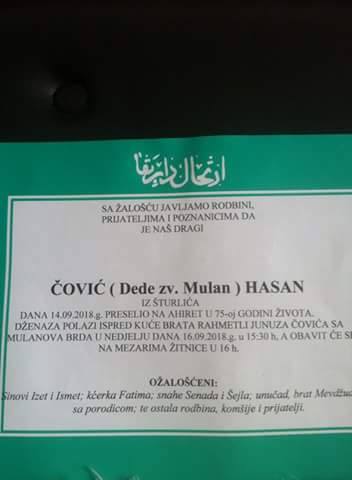 ارتحال دار بقا
SA ŽALOŠĆU JAVLJAMO RODBINI,
PRIJATELJIMA I POZNANICIMA DA
JE NAŠ DRAGI
ČOVIĆ ( Dede zv. Mulan ) HASAN
IZ ŠTURLIĆA
DANA 14.09.2018.g. PRESELIO NA AHIRET U 75-oj GODINI ŽIVOTA.
DŽENAZA POLAZI ISPRED KUĆE BRATA RAHMETLI JUNUZA ČOVIĆA SA
MULANOVA BRDA U NEDJELJU DANA 16.09.2018.g. u 15:30 h, A OBAVIT ĆE SE
NA MEZARIMA ŽITNICE U 16 h.
OŽALOŠĆENI:
Sinovi Izet i Ismet; kćerka Fatima; snahe Senada i Šejla; unučad, brat Mevdžud
sa porodicom; te ostala rodbina, komšije i prijatelji.